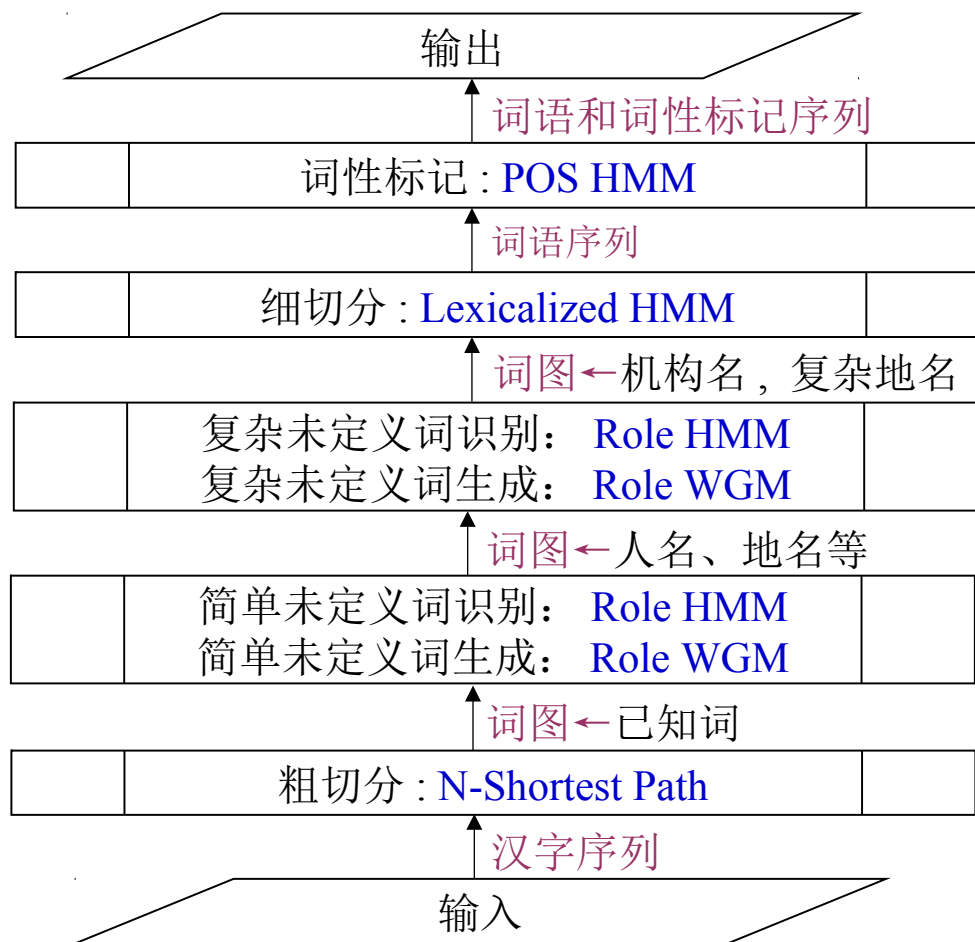 输出
词语和词性标记序列
词性标记 : POS HMM
词语序列
细切分 : Lexicalized HMM
词图←机构名 , 复杂地名
复杂未定义词识别： Role HMM
复杂未定义词生成： Role WGM
词图←人名、地名等
简单未定义词识别： Role HMM
简单未定义词生成： Role WGM
词图←已知词
粗切分 : N-Shortest Path
汉字序列
输入